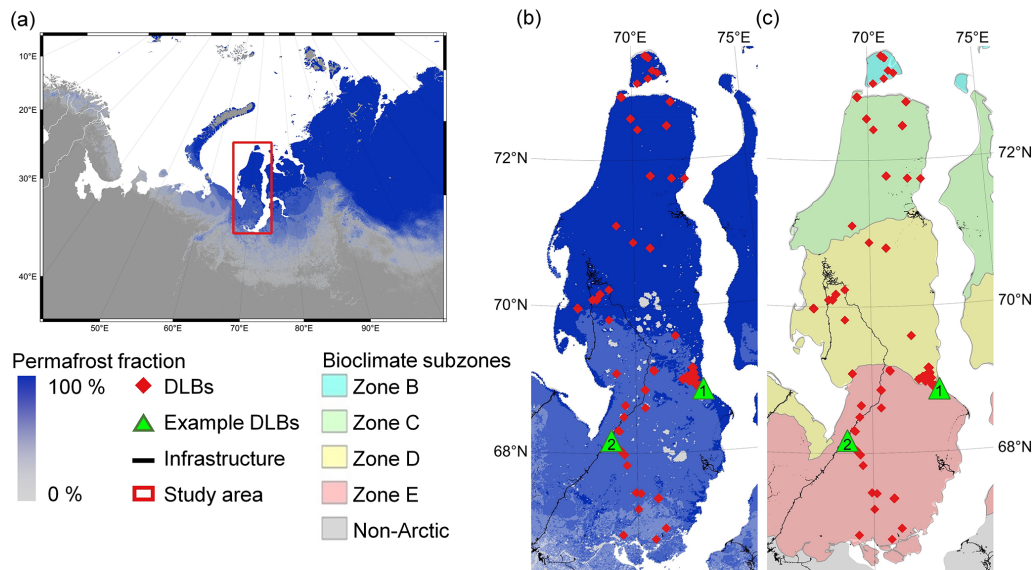 (a)
10°E
20°E
30°E
40°E
50°E
60°E
70°E
80°E
90°E
(b)
70°E
75°E
72°N
70°N
68°N
1
2
(c)
70°E
75°E
72°N
70°N
68°N
1
2
Permafrost fraction
100 %
0 %
DLBs
Example DLBs
Infrastructure
Study area
Bioclimate subzones
Zone B
Zone C
Zone D
Zone E
Non-Arctic